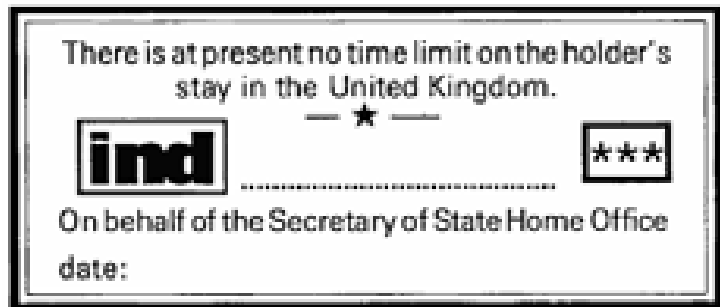 There is at present no time limit on the holder's
stay in the United Kingdom.
— ★ —
ind ........................................ ***
On behalf of the Secretary of State Home Office
date: